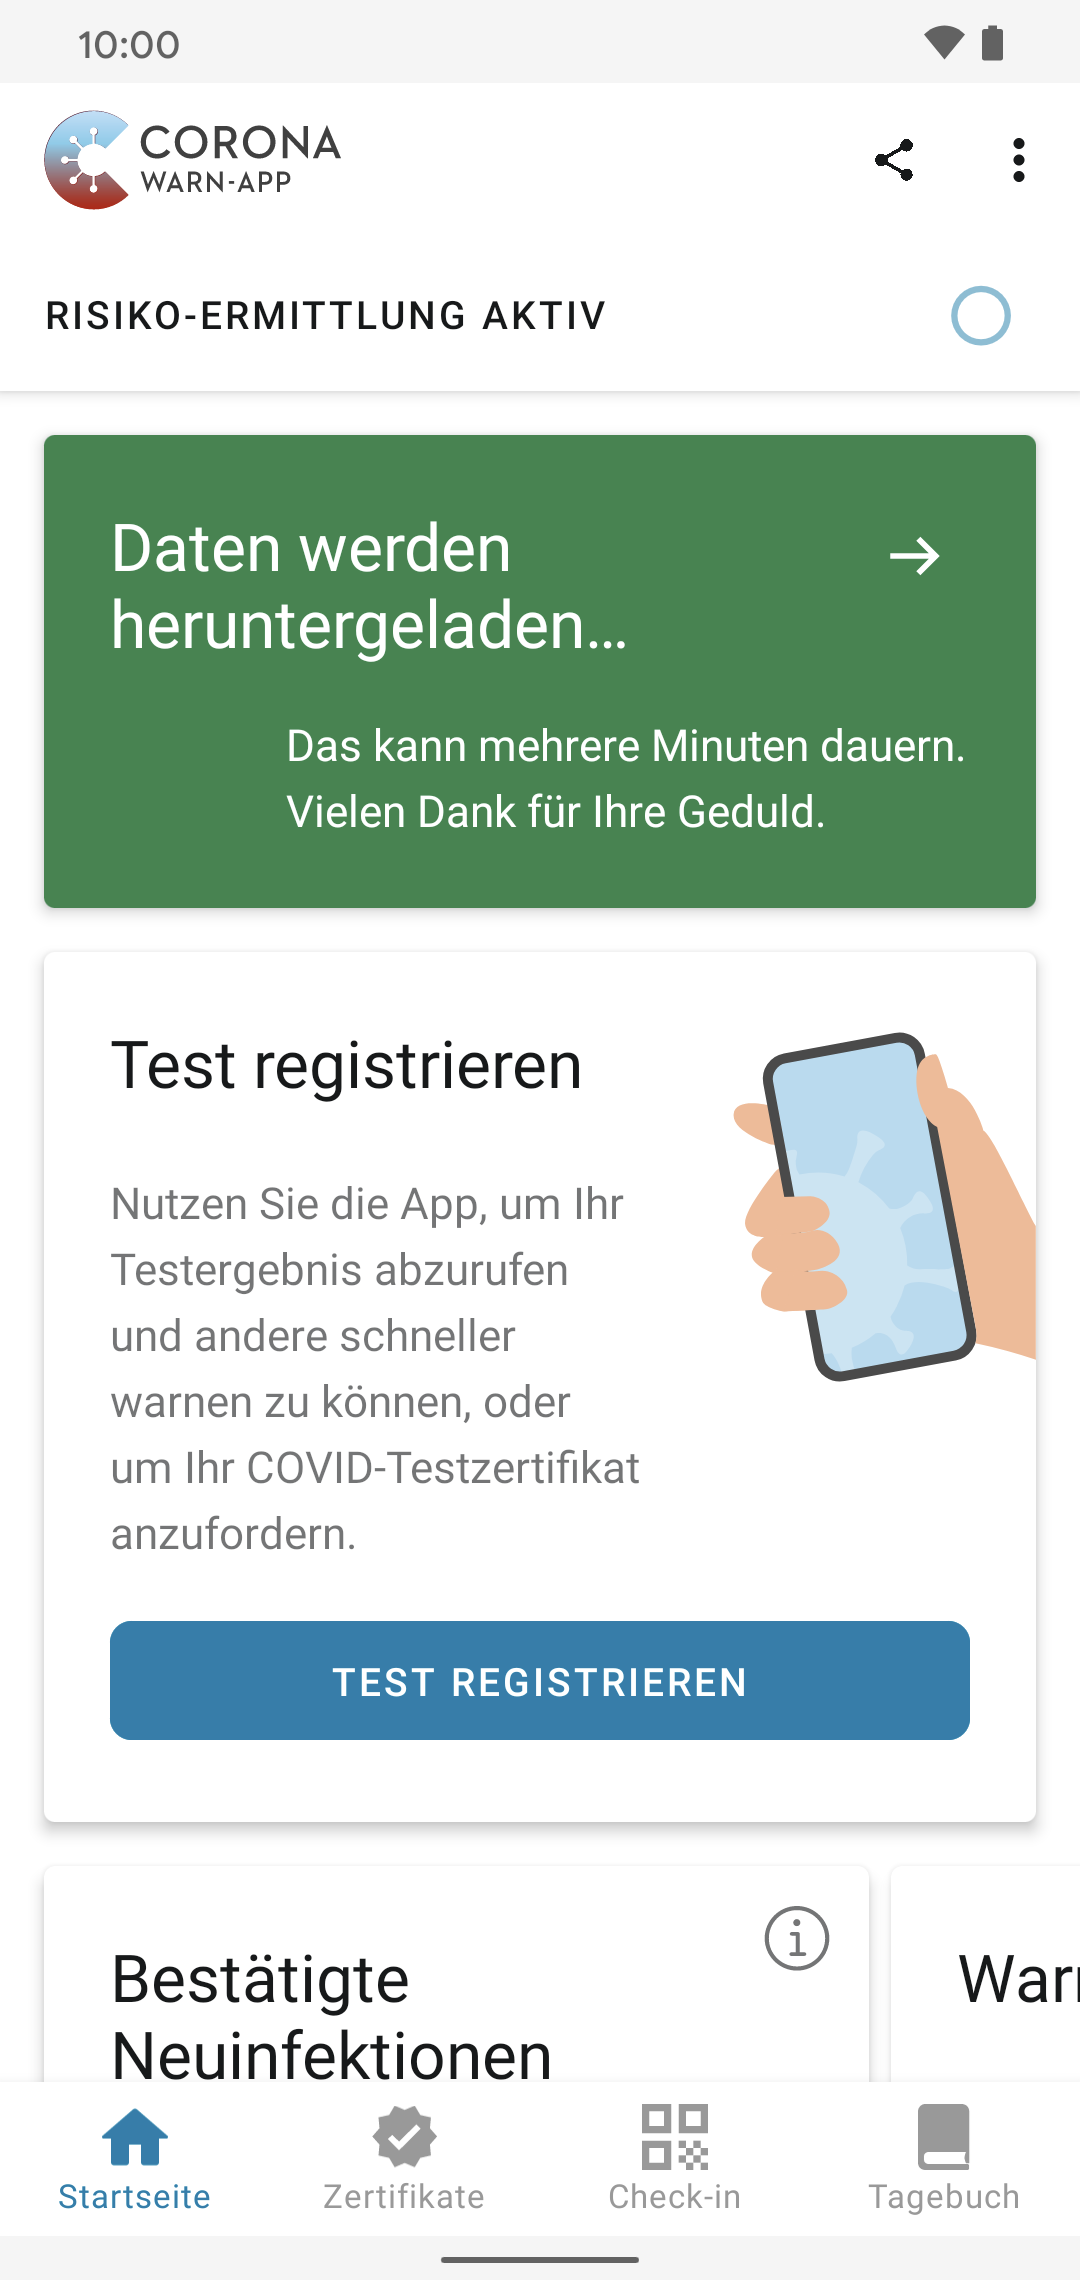 10:00
CORONA
WARN-APP
RISIKO-ERMITTLUNG AKTIV
Daten werden
heruntergeladen…
Das kann mehrere Minuten dauern.
Vielen Dank für Ihre Geduld.
Test registrieren
Nutzen Sie die App, um Ihr
Testergebnis abzurufen
und andere schneller
warnen zu können, oder
um Ihr COVID-Testzertifikat
anzufordern.
TEST REGISTRIEREN
Bestätigte
Neuinfektionen
Startseite
Zertifikate
Check-in
Tagebuch